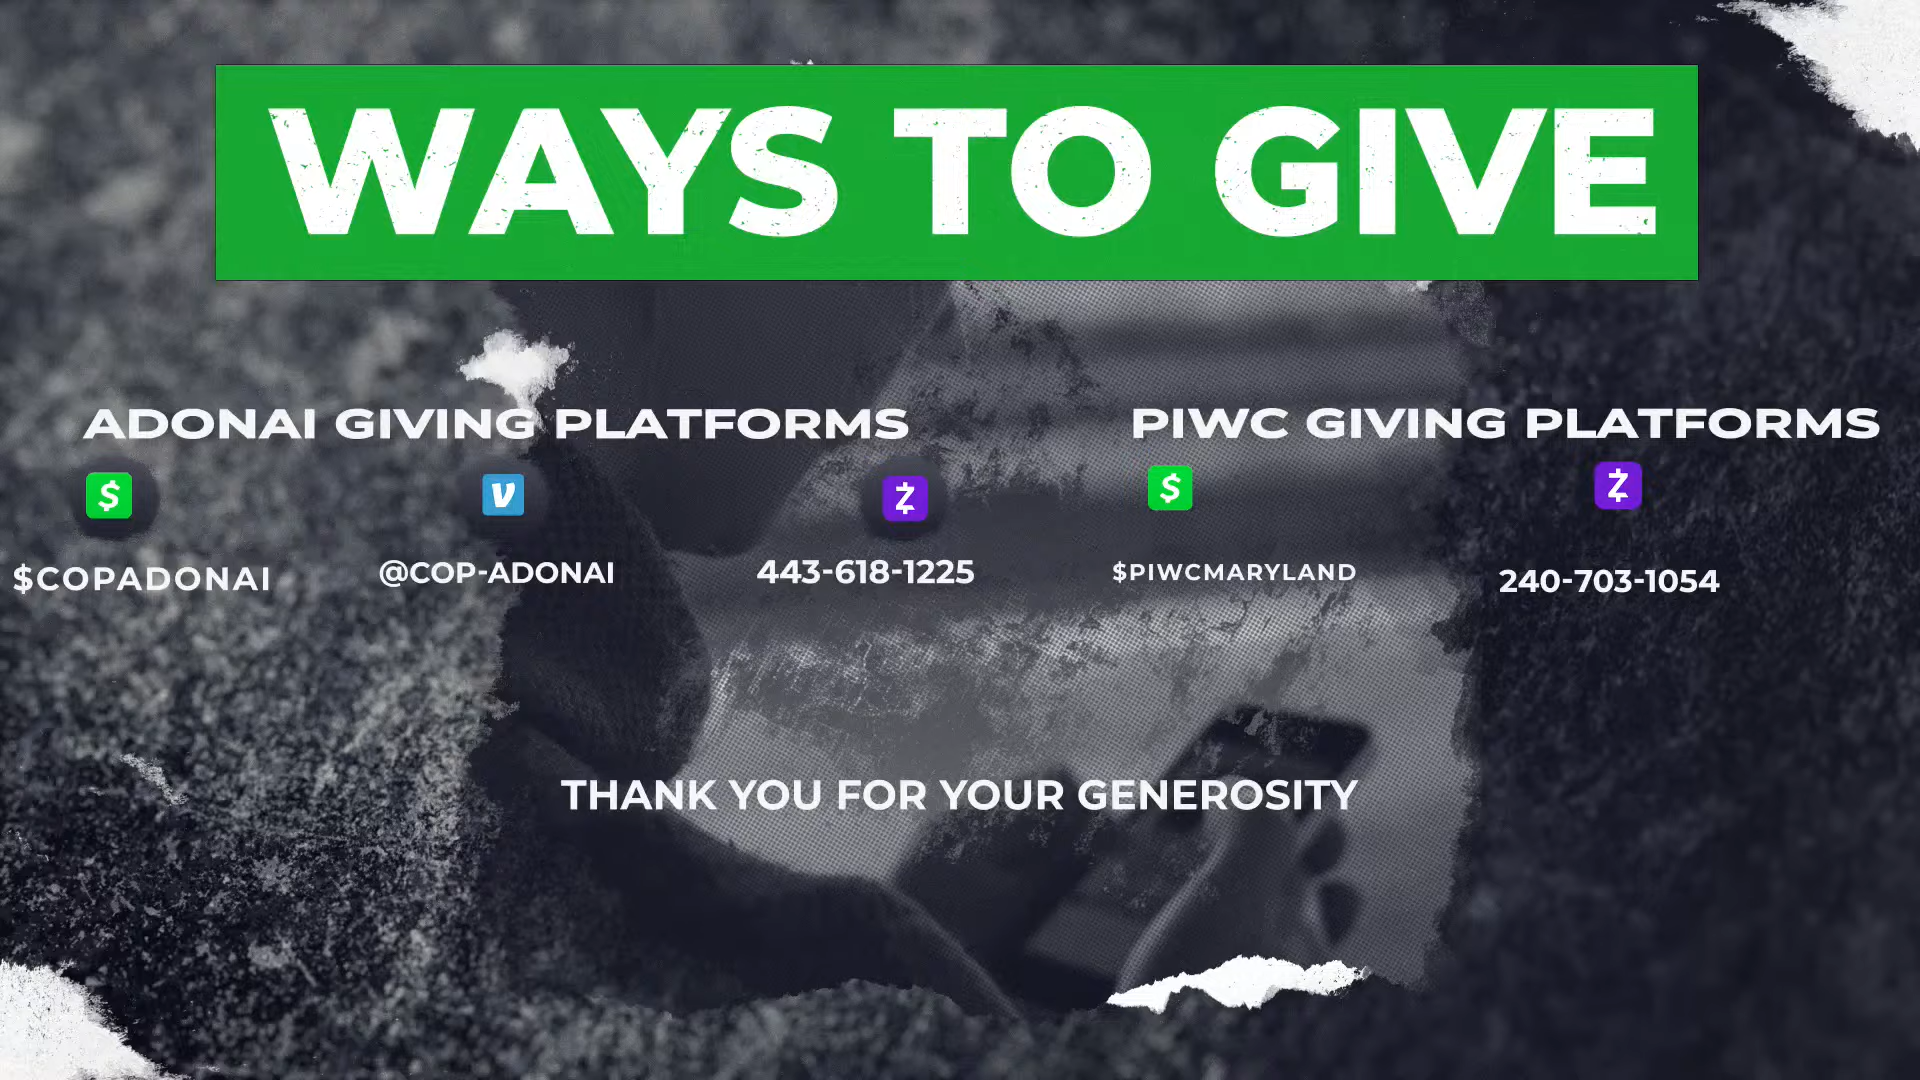 WAYS TO GIVE
ADONAI GIVING PLATFORMS
$COPADONAI
@COP-ADONAI
443-618-1225
PIWC GIVING PLATFORMS
$PIWCMARYLAND
240-703-1054
THANK YOU FOR YOUR GENEROSITY